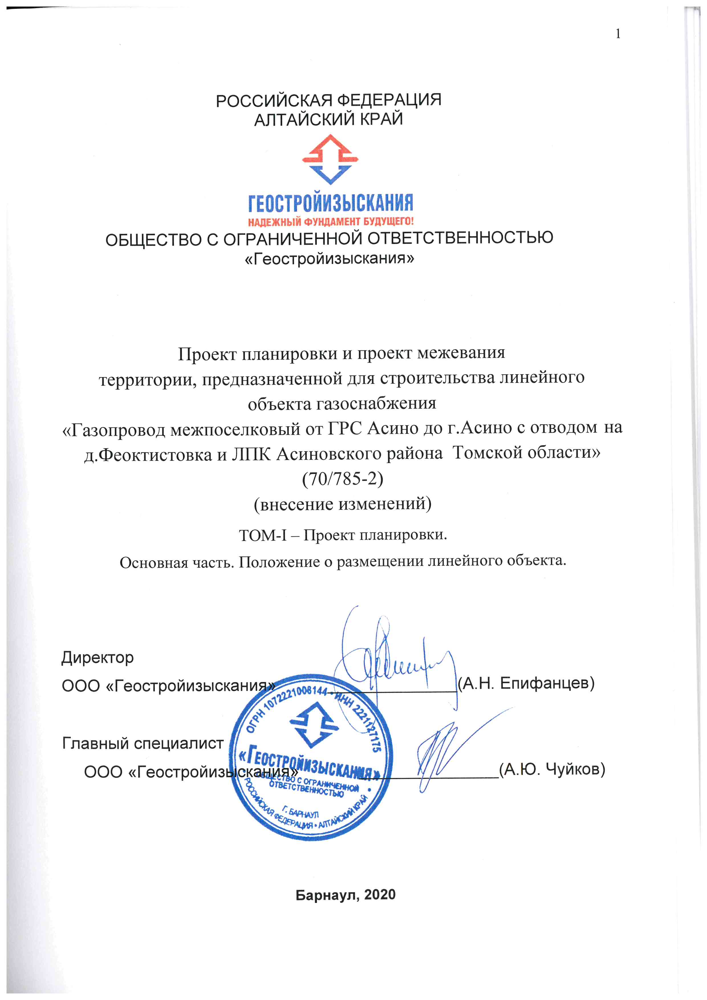 1
РОССИЙСКАЯ ФЕДЕРАЦИЯ
АЛТАЙСКИЙ КРАЙ
ГЕОСТРОЙИЗЫСКАНИЯ
НАДЕЖНЫЙ ФУНДАМЕНТ БУДУЩЕГО!
ОБЩЕСТВО С ОГРАНИЧЕННОЙ ОТВЕТСТВЕННОСТЬЮ
«Геостройизыскания»
Проект планировки и проект межевания
территории, предназначенной для строительства линейного
объекта газоснабжения
«Газопровод межпоселковый от ГРС Асино до г.Асино с отводом на
д.Феоктистовка и ЛПК Асиновского района Томской области»
(70/785-2)
(внесение изменений)
ТОМ-I – Проект планировки.
Основная часть. Положение о размещении линейного объекта.
Директор
ООО «Геостройизыскания» (А.Н. Епифанцев)
ОГРН 1072221008144 • ИНН 2221127175
Главный специалист
«Геостройизыскания»
ООО «Геостройизыскания» (А.Ю. Чуйков)
ОБЩЕСТВО С ОГРАНИЧЕННОЙ
ОТВЕТСТВЕННОСТЬЮ
Г. БАРНАУЛ
• РОССИЙСКАЯ ФЕДЕРАЦИЯ • АЛТАЙСКИЙ КРАЙ •
Барнаул, 2020